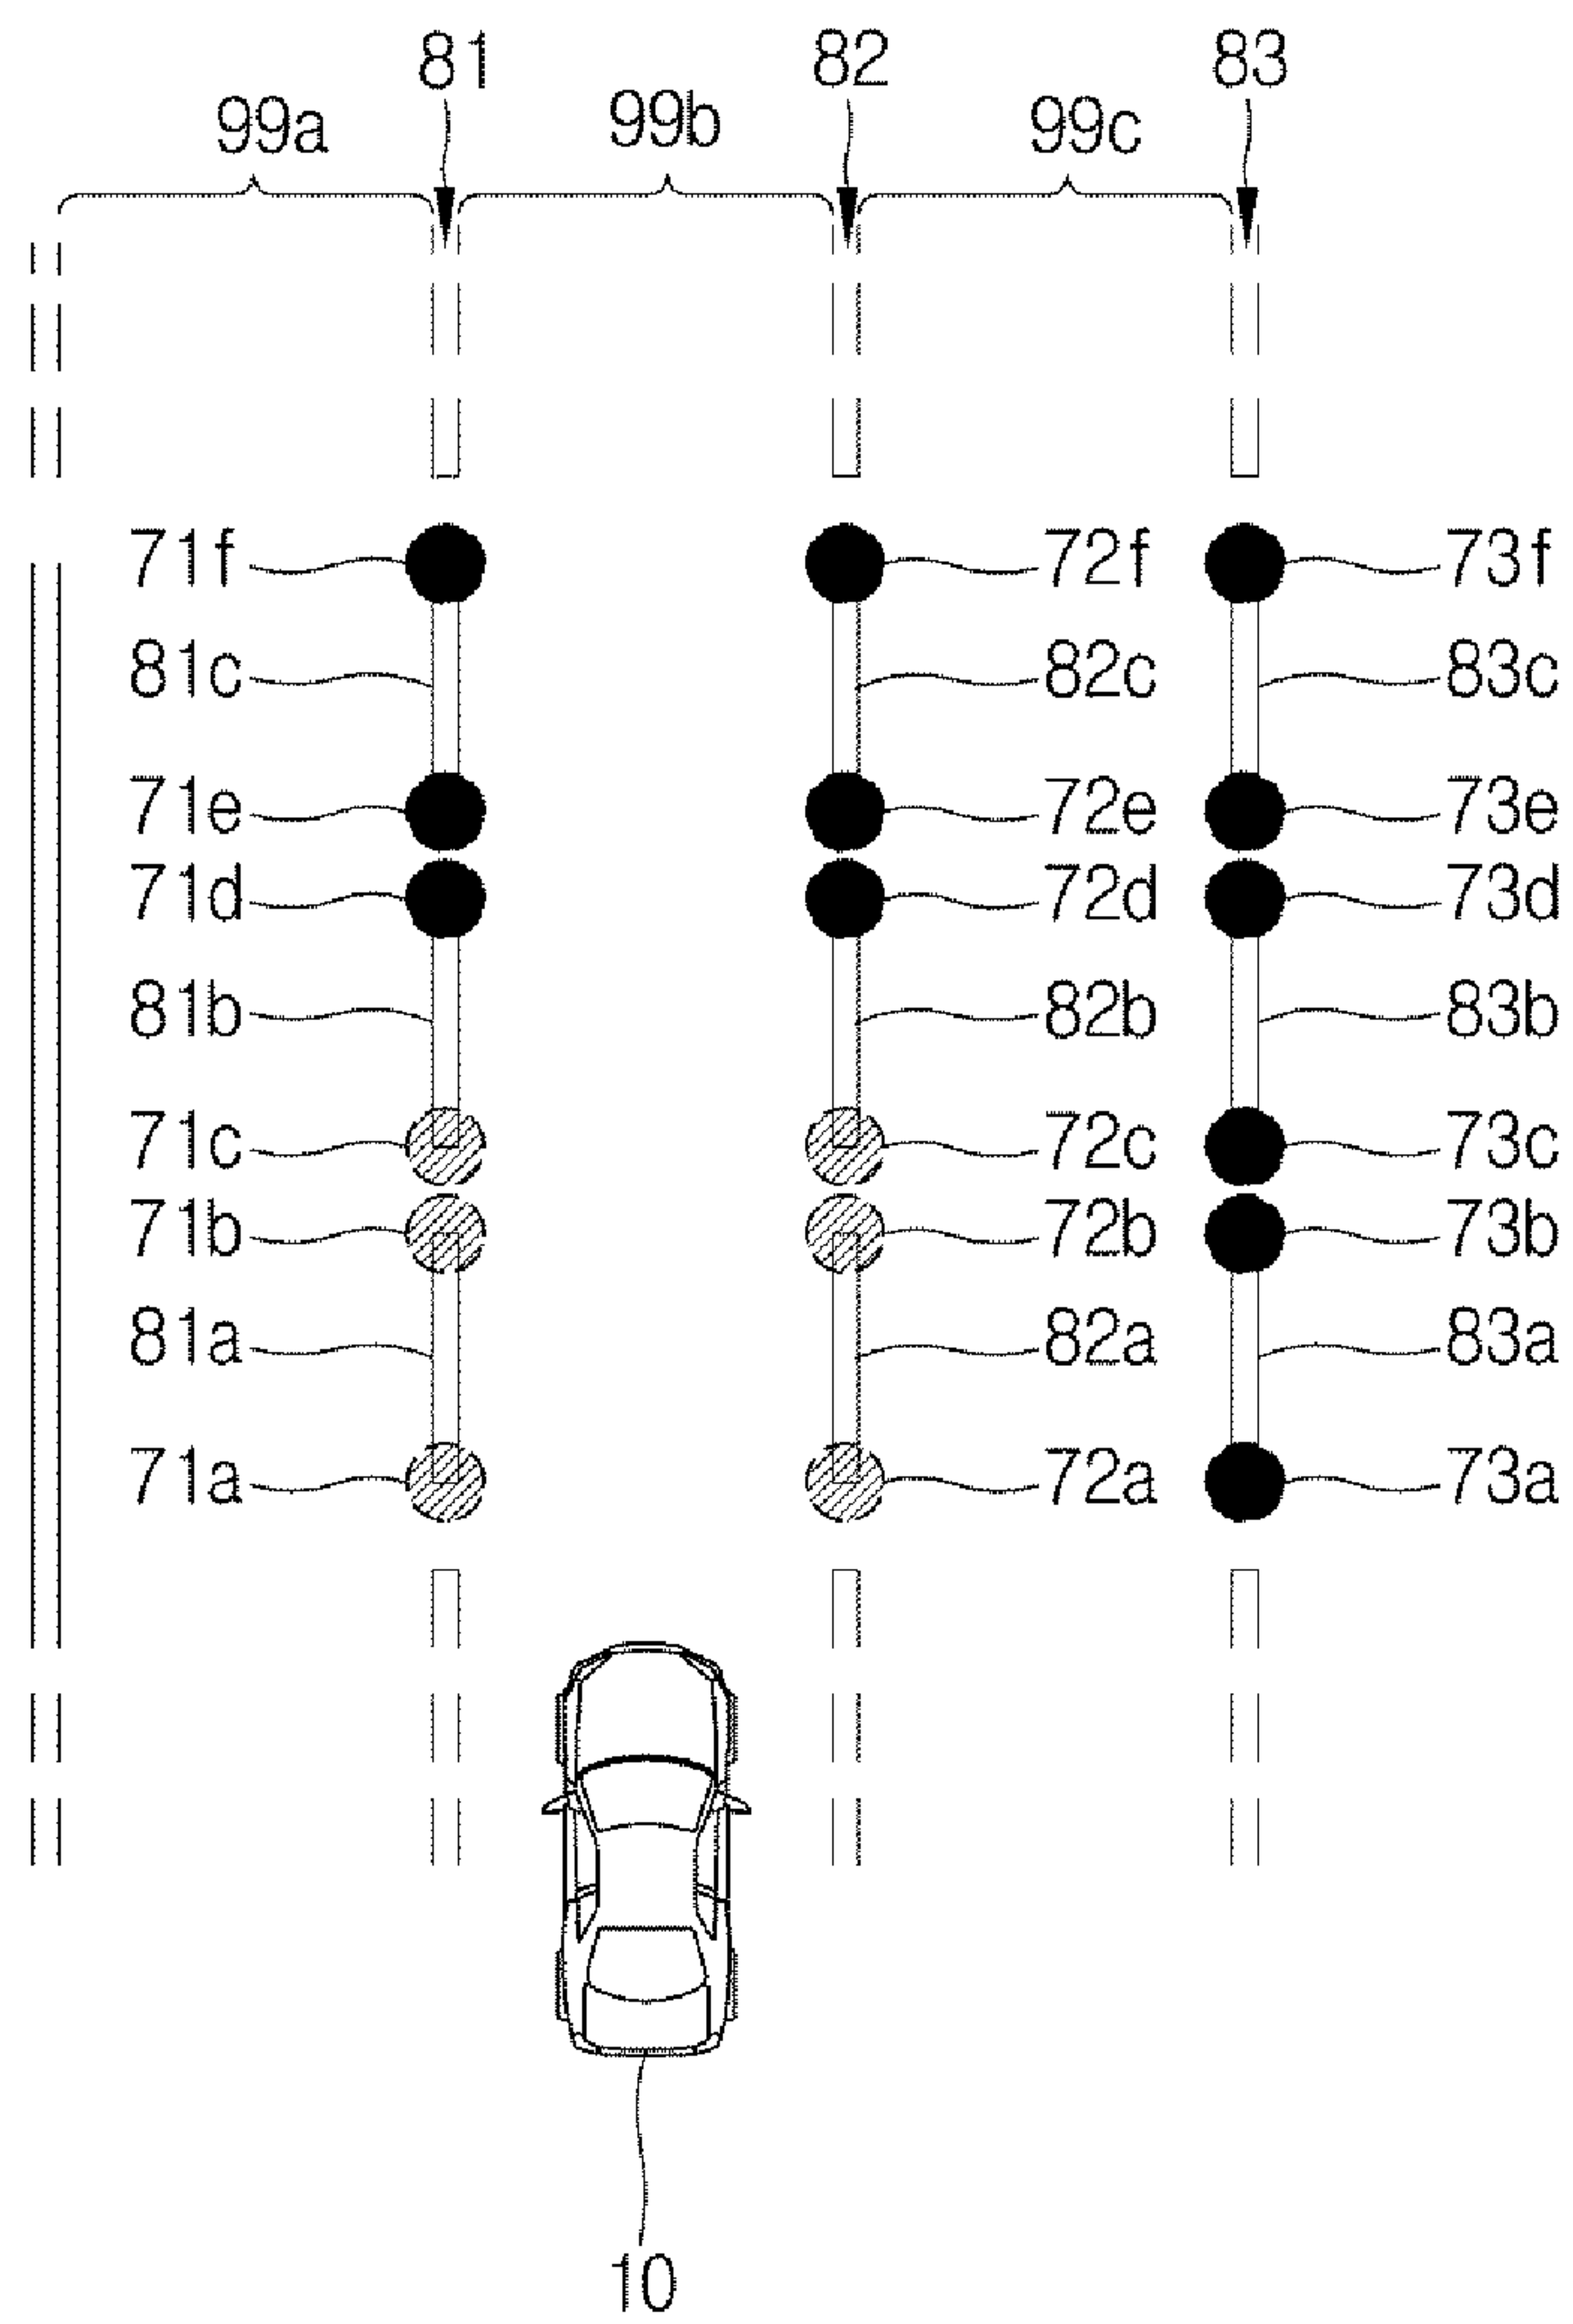 81 82 83
99a 99b 99c
71f 72f 73f
81c 82c 83c
71e 72e 73e
71d 72d 73d
81b 82b 83b
71c 72c 73c
71b 72b 73b
81a 82a 83a
71a 72a 73a
10